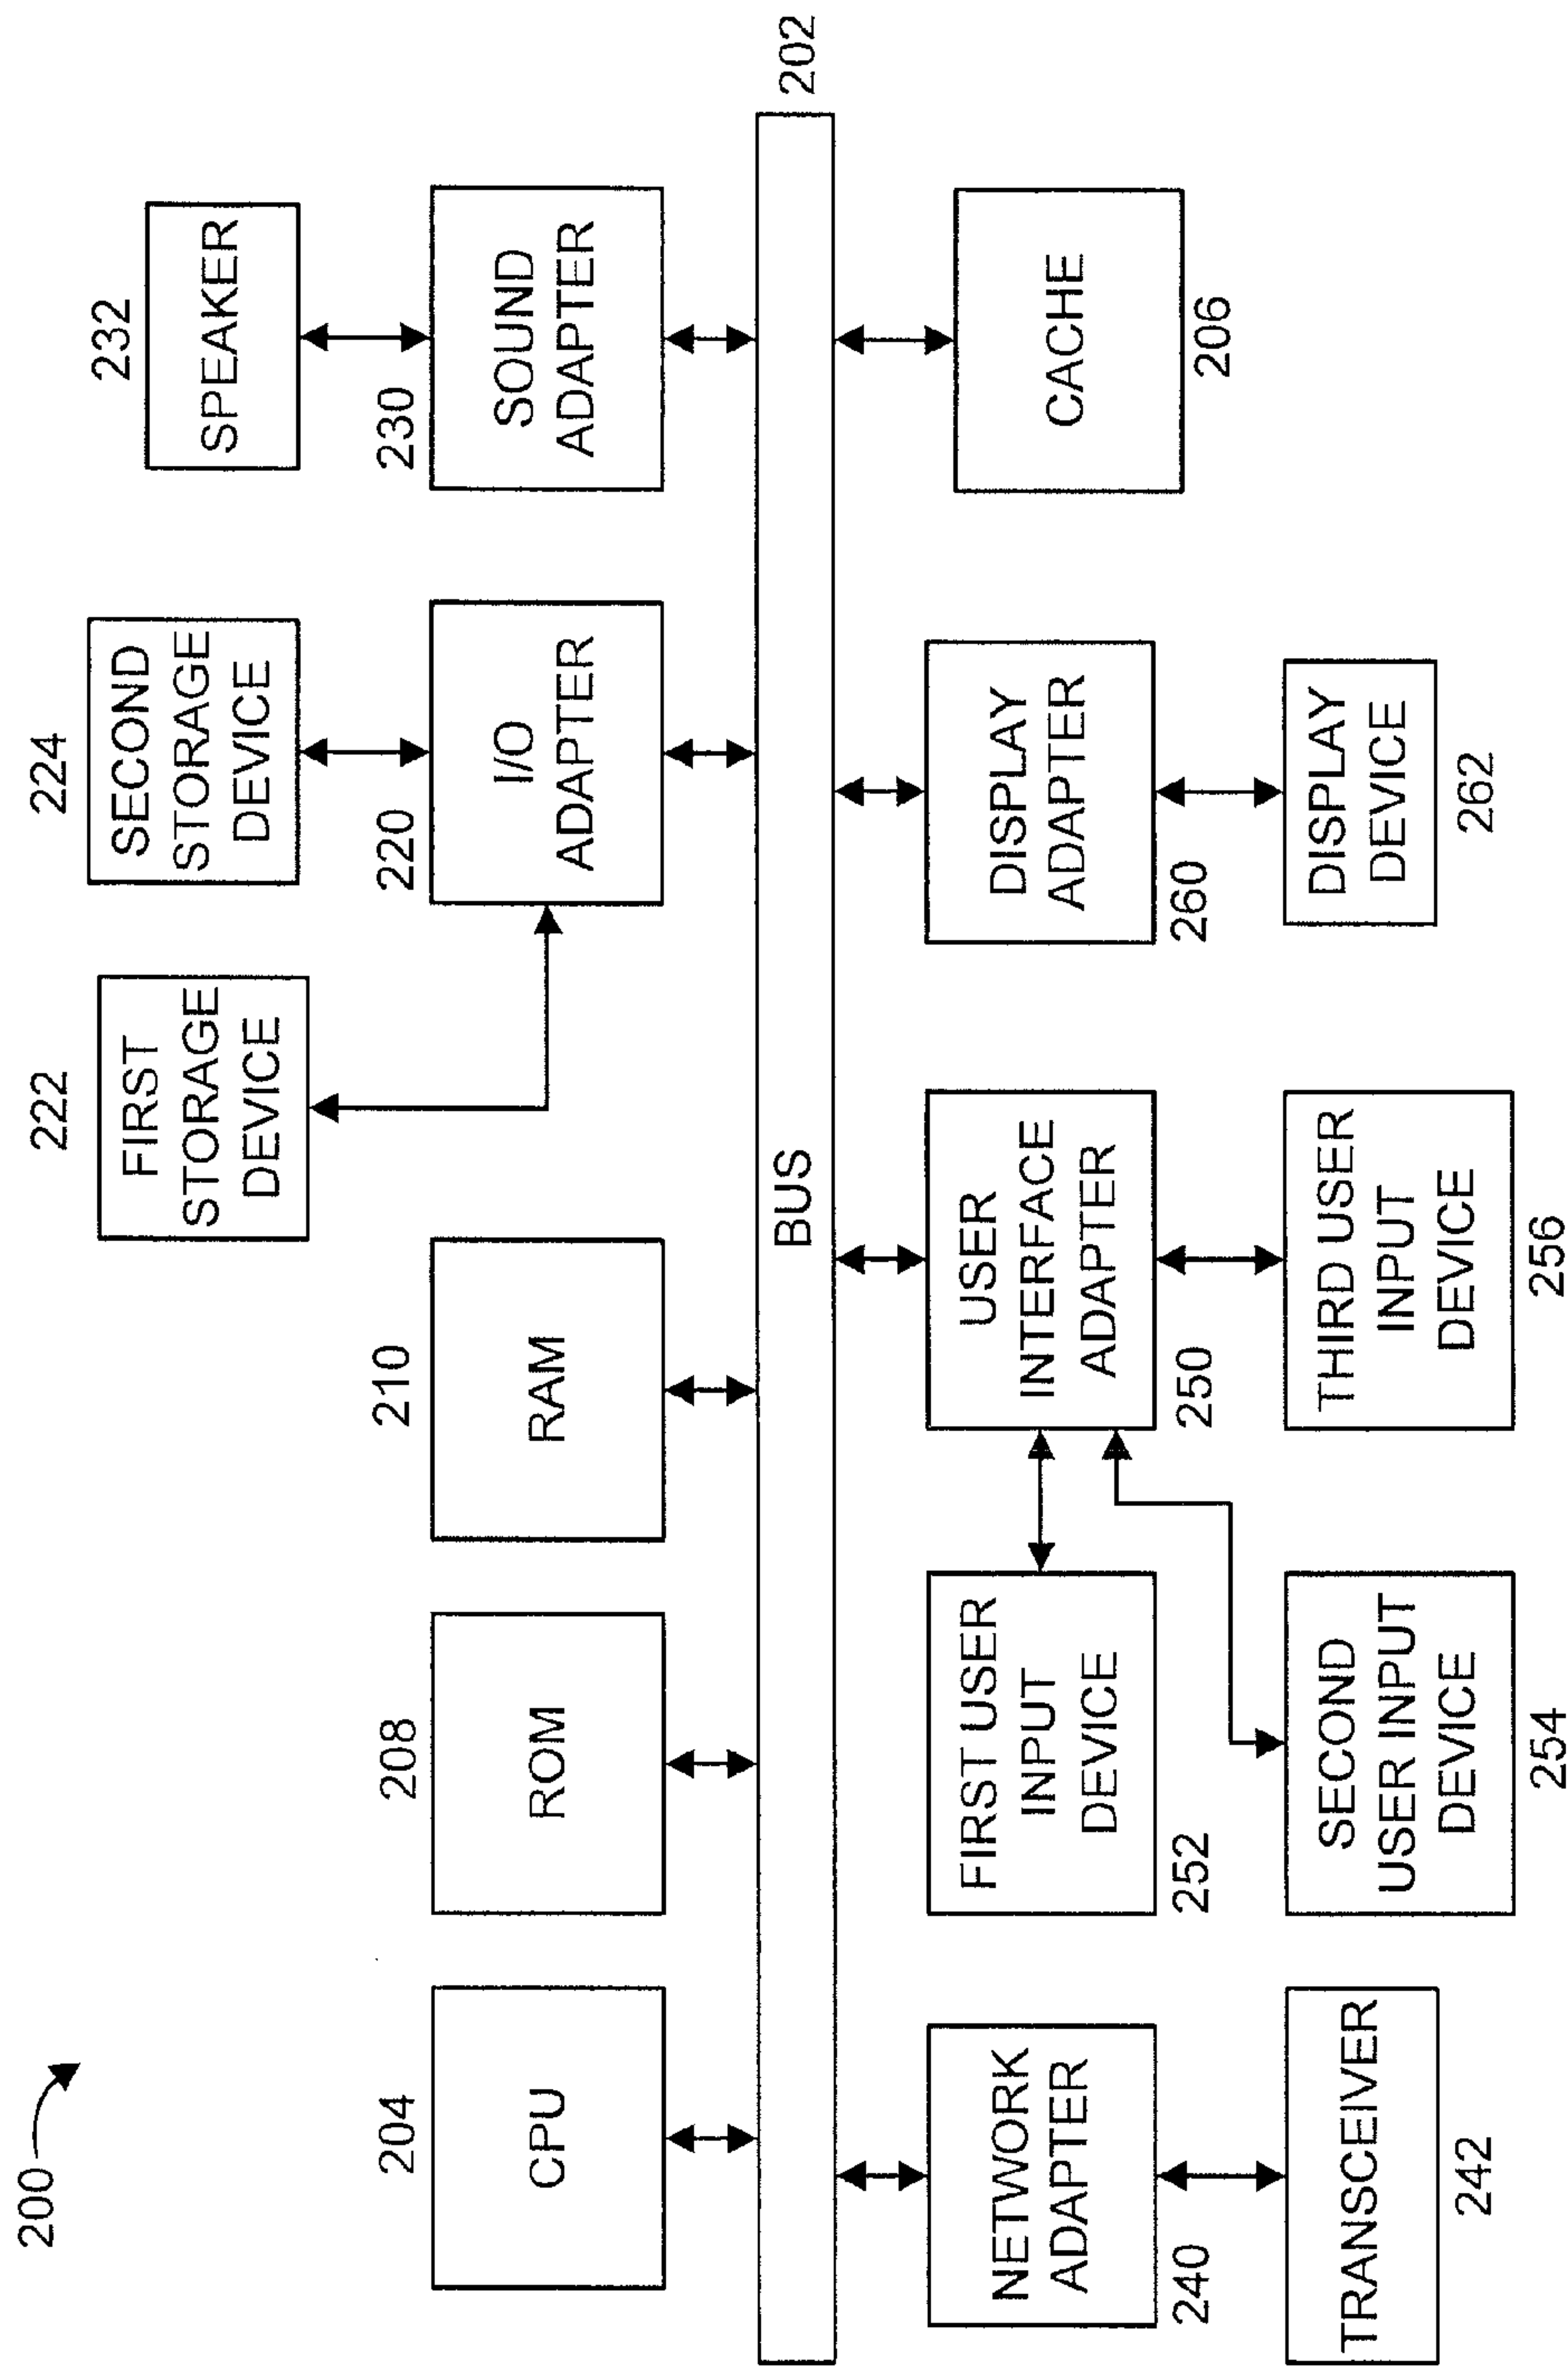 200
222
FIRST
STORAGE
DEVICE
224
SECOND
STORAGE
DEVICE
232
SPEAKER
204
CPU
208
ROM
210
RAM
220
I/O
ADAPTER
230
SOUND
ADAPTER
BUS
202
NETWORK
ADAPTER
240
FIRST USER
INPUT
DEVICE
252
USER
INTERFACE
ADAPTER
250
DISPLAY
ADAPTER
260
CACHE
206
TRANSCEIVER
242
SECOND
USER INPUT
DEVICE
254
THIRD USER
INPUT
DEVICE
256
DISPLAY
DEVICE
262